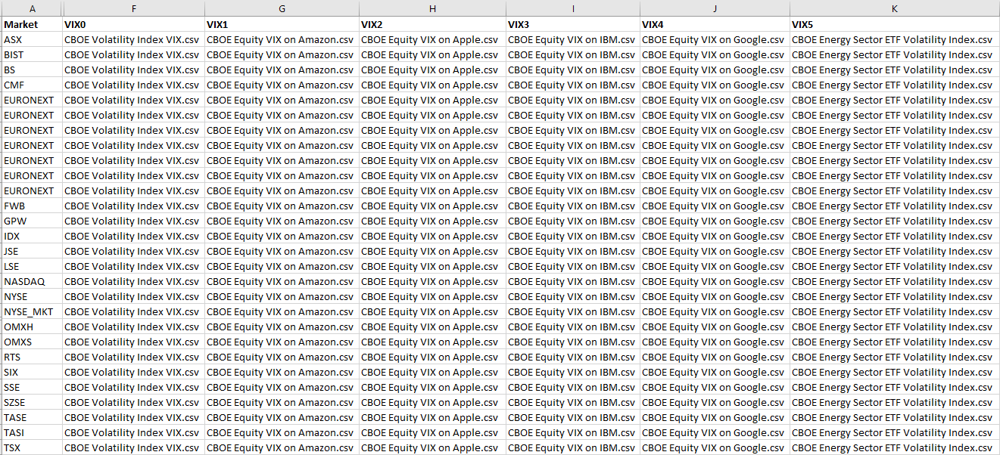 A F G H I J K
Market VIX0 VIX1 VIX2 VIX3 VIX4 VIX5
ASX CBOE Volatility Index VIX.csv CBOE Equity VIX on Amazon.csv CBOE Equity VIX on Apple.csv CBOE Equity VIX on IBM.csv CBOE Equity VIX on Google.csv CBOE Energy Sector ETF Volatility Index.csv
BIST CBOE Volatility Index VIX.csv CBOE Equity VIX on Amazon.csv CBOE Equity VIX on Apple.csv CBOE Equity VIX on IBM.csv CBOE Equity VIX on Google.csv CBOE Energy Sector ETF Volatility Index.csv
BS CBOE Volatility Index VIX.csv CBOE Equity VIX on Amazon.csv CBOE Equity VIX on Apple.csv CBOE Equity VIX on IBM.csv CBOE Equity VIX on Google.csv CBOE Energy Sector ETF Volatility Index.csv
CMF CBOE Volatility Index VIX.csv CBOE Equity VIX on Amazon.csv CBOE Equity VIX on Apple.csv CBOE Equity VIX on IBM.csv CBOE Equity VIX on Google.csv CBOE Energy Sector ETF Volatility Index.csv
EURONEXT CBOE Volatility Index VIX.csv CBOE Equity VIX on Amazon.csv CBOE Equity VIX on Apple.csv CBOE Equity VIX on IBM.csv CBOE Equity VIX on Google.csv CBOE Energy Sector ETF Volatility Index.csv
EURONEXT CBOE Volatility Index VIX.csv CBOE Equity VIX on Amazon.csv CBOE Equity VIX on Apple.csv CBOE Equity VIX on IBM.csv CBOE Equity VIX on Google.csv CBOE Energy Sector ETF Volatility Index.csv
EURONEXT CBOE Volatility Index VIX.csv CBOE Equity VIX on Amazon.csv CBOE Equity VIX on Apple.csv CBOE Equity VIX on IBM.csv CBOE Equity VIX on Google.csv CBOE Energy Sector ETF Volatility Index.csv
EURONEXT CBOE Volatility Index VIX.csv CBOE Equity VIX on Amazon.csv CBOE Equity VIX on Apple.csv CBOE Equity VIX on IBM.csv CBOE Equity VIX on Google.csv CBOE Energy Sector ETF Volatility Index.csv
EURONEXT CBOE Volatility Index VIX.csv CBOE Equity VIX on Amazon.csv CBOE Equity VIX on Apple.csv CBOE Equity VIX on IBM.csv CBOE Equity VIX on Google.csv CBOE Energy Sector ETF Volatility Index.csv
EURONEXT CBOE Volatility Index VIX.csv CBOE Equity VIX on Amazon.csv CBOE Equity VIX on Apple.csv CBOE Equity VIX on IBM.csv CBOE Equity VIX on Google.csv CBOE Energy Sector ETF Volatility Index.csv
EURONEXT CBOE Volatility Index VIX.csv CBOE Equity VIX on Amazon.csv CBOE Equity VIX on Apple.csv CBOE Equity VIX on IBM.csv CBOE Equity VIX on Google.csv CBOE Energy Sector ETF Volatility Index.csv
FWB CBOE Volatility Index VIX.csv CBOE Equity VIX on Amazon.csv CBOE Equity VIX on Apple.csv CBOE Equity VIX on IBM.csv CBOE Equity VIX on Google.csv CBOE Energy Sector ETF Volatility Index.csv
GPW CBOE Volatility Index VIX.csv CBOE Equity VIX on Amazon.csv CBOE Equity VIX on Apple.csv CBOE Equity VIX on IBM.csv CBOE Equity VIX on Google.csv CBOE Energy Sector ETF Volatility Index.csv
IDX CBOE Volatility Index VIX.csv CBOE Equity VIX on Amazon.csv CBOE Equity VIX on Apple.csv CBOE Equity VIX on IBM.csv CBOE Equity VIX on Google.csv CBOE Energy Sector ETF Volatility Index.csv
JSE CBOE Volatility Index VIX.csv CBOE Equity VIX on Amazon.csv CBOE Equity VIX on Apple.csv CBOE Equity VIX on IBM.csv CBOE Equity VIX on Google.csv CBOE Energy Sector ETF Volatility Index.csv
LSE CBOE Volatility Index VIX.csv CBOE Equity VIX on Amazon.csv CBOE Equity VIX on Apple.csv CBOE Equity VIX on IBM.csv CBOE Equity VIX on Google.csv CBOE Energy Sector ETF Volatility Index.csv
NASDAQ CBOE Volatility Index VIX.csv CBOE Equity VIX on Amazon.csv CBOE Equity VIX on Apple.csv CBOE Equity VIX on IBM.csv CBOE Equity VIX on Google.csv CBOE Energy Sector ETF Volatility Index.csv
NYSE CBOE Volatility Index VIX.csv CBOE Equity VIX on Amazon.csv CBOE Equity VIX on Apple.csv CBOE Equity VIX on IBM.csv CBOE Equity VIX on Google.csv CBOE Energy Sector ETF Volatility Index.csv
NYSE_MKT CBOE Volatility Index VIX.csv CBOE Equity VIX on Amazon.csv CBOE Equity VIX on Apple.csv CBOE Equity VIX on IBM.csv CBOE Equity VIX on Google.csv CBOE Energy Sector ETF Volatility Index.csv
OMXH CBOE Volatility Index VIX.csv CBOE Equity VIX on Amazon.csv CBOE Equity VIX on Apple.csv CBOE Equity VIX on IBM.csv CBOE Equity VIX on Google.csv CBOE Energy Sector ETF Volatility Index.csv
OMXS CBOE Volatility Index VIX.csv CBOE Equity VIX on Amazon.csv CBOE Equity VIX on Apple.csv CBOE Equity VIX on IBM.csv CBOE Equity VIX on Google.csv CBOE Energy Sector ETF Volatility Index.csv
RTS CBOE Volatility Index VIX.csv CBOE Equity VIX on Amazon.csv CBOE Equity VIX on Apple.csv CBOE Equity VIX on IBM.csv CBOE Equity VIX on Google.csv CBOE Energy Sector ETF Volatility Index.csv
SIX CBOE Volatility Index VIX.csv CBOE Equity VIX on Amazon.csv CBOE Equity VIX on Apple.csv CBOE Equity VIX on IBM.csv CBOE Equity VIX on Google.csv CBOE Energy Sector ETF Volatility Index.csv
SSE CBOE Volatility Index VIX.csv CBOE Equity VIX on Amazon.csv CBOE Equity VIX on Apple.csv CBOE Equity VIX on IBM.csv CBOE Equity VIX on Google.csv CBOE Energy Sector ETF Volatility Index.csv
SZSE CBOE Volatility Index VIX.csv CBOE Equity VIX on Amazon.csv CBOE Equity VIX on Apple.csv CBOE Equity VIX on IBM.csv CBOE Equity VIX on Google.csv CBOE Energy Sector ETF Volatility Index.csv
TASE CBOE Volatility Index VIX.csv CBOE Equity VIX on Amazon.csv CBOE Equity VIX on Apple.csv CBOE Equity VIX on IBM.csv CBOE Equity VIX on Google.csv CBOE Energy Sector ETF Volatility Index.csv
TASI CBOE Volatility Index VIX.csv CBOE Equity VIX on Amazon.csv CBOE Equity VIX on Apple.csv CBOE Equity VIX on IBM.csv CBOE Equity VIX on Google.csv CBOE Energy Sector ETF Volatility Index.csv
TSX CBOE Volatility Index VIX.csv CBOE Equity VIX on Amazon.csv CBOE Equity VIX on Apple.csv CBOE Equity VIX on IBM.csv CBOE Equity VIX on Google.csv CBOE Energy Sector ETF Volatility Index.csv